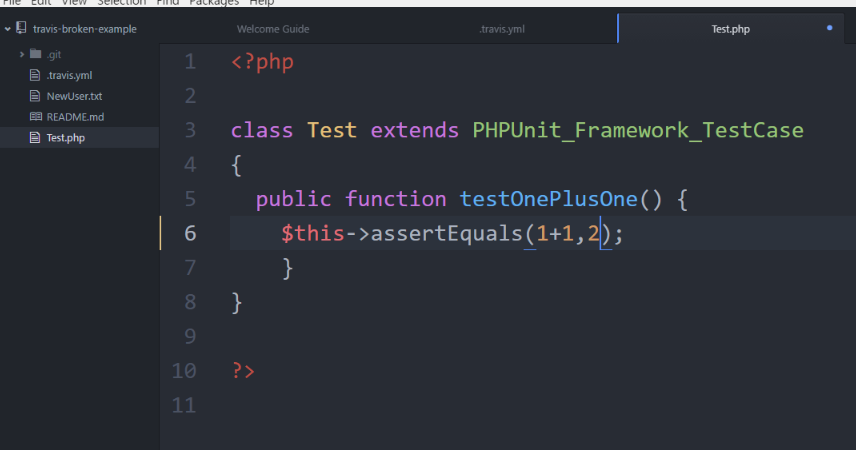 File Edit View Selection Find Packages Help
travis-broken-example
.git
.travis.yml
NewUser.txt
README.md
Test.php
Welcome Guide
.travis.yml
Test.php
1 <?php
2
3 class Test extends PHPUnit_Framework_TestCase
4 {
5   public function testOnePlusOne() {
6     $this->assertEquals(1+1,2);
7     }
8 }
9
10 ?>
11